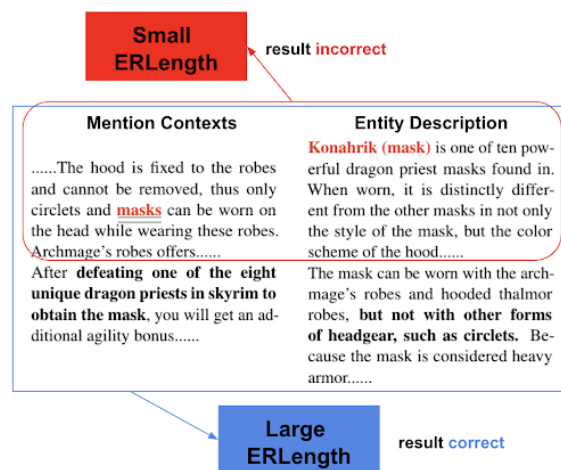 Small
ERLength
result incorrect
Mention Contexts
......The hood is fixed to the robes
and cannot be removed, thus only
circlets and masks can be worn on
the head while wearing these robes.
Archmage's robes offers......
After defeating one of the eight
unique dragon priests in skyrim to
obtain the mask, you will get an ad-
ditional agility bonus......
Entity Description
Konahrik (mask) is one of ten pow-
erful dragon priest masks found in.
When worn, it is distinctly differ-
ent from the other masks in not only
the style of the mask, but the color
scheme of the hood......
The mask can be worn with the arch-
mage's robes and hooded thalmor
robes, but not with other forms
of headgear, such as circlets. Be-
cause the mask is considered heavy
armor......
Large
ERLength
result correct